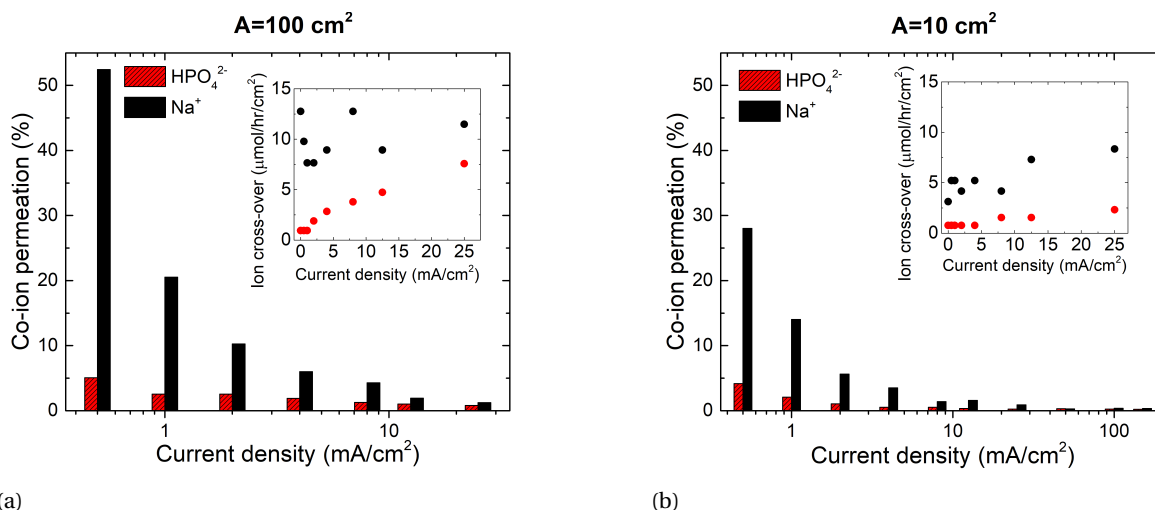 A=100 cm²
Co-ion permeation (%)
50
40
30
20
10
0
HPO₄²⁻
Na⁺
Ion cross-over (μmol/hr/cm²)
15
10
5
0
0 5 10 15 20 25
Current density (mA/cm²)
1 10
Current density (mA/cm²)
(a)
A=10 cm²
Co-ion permeation (%)
50
40
30
20
10
0
HPO₄²⁻
Na⁺
Ion cross-over (μmol/hr/cm²)
15
10
5
0
0 5 10 15 20 25
Current density (mA/cm²)
1 10 100
Current density (mA/cm²)
(b)